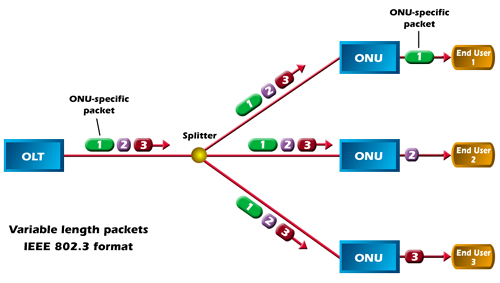 ONU-specific
packet
ONU
1
End User
1
1
2
3
ONU-specific
packet
Splitter
OLT
1
2
3
1
2
3
ONU
2
End User
2
1
2
3
Variable length packets
IEEE 802.3 format
ONU
3
End User
3